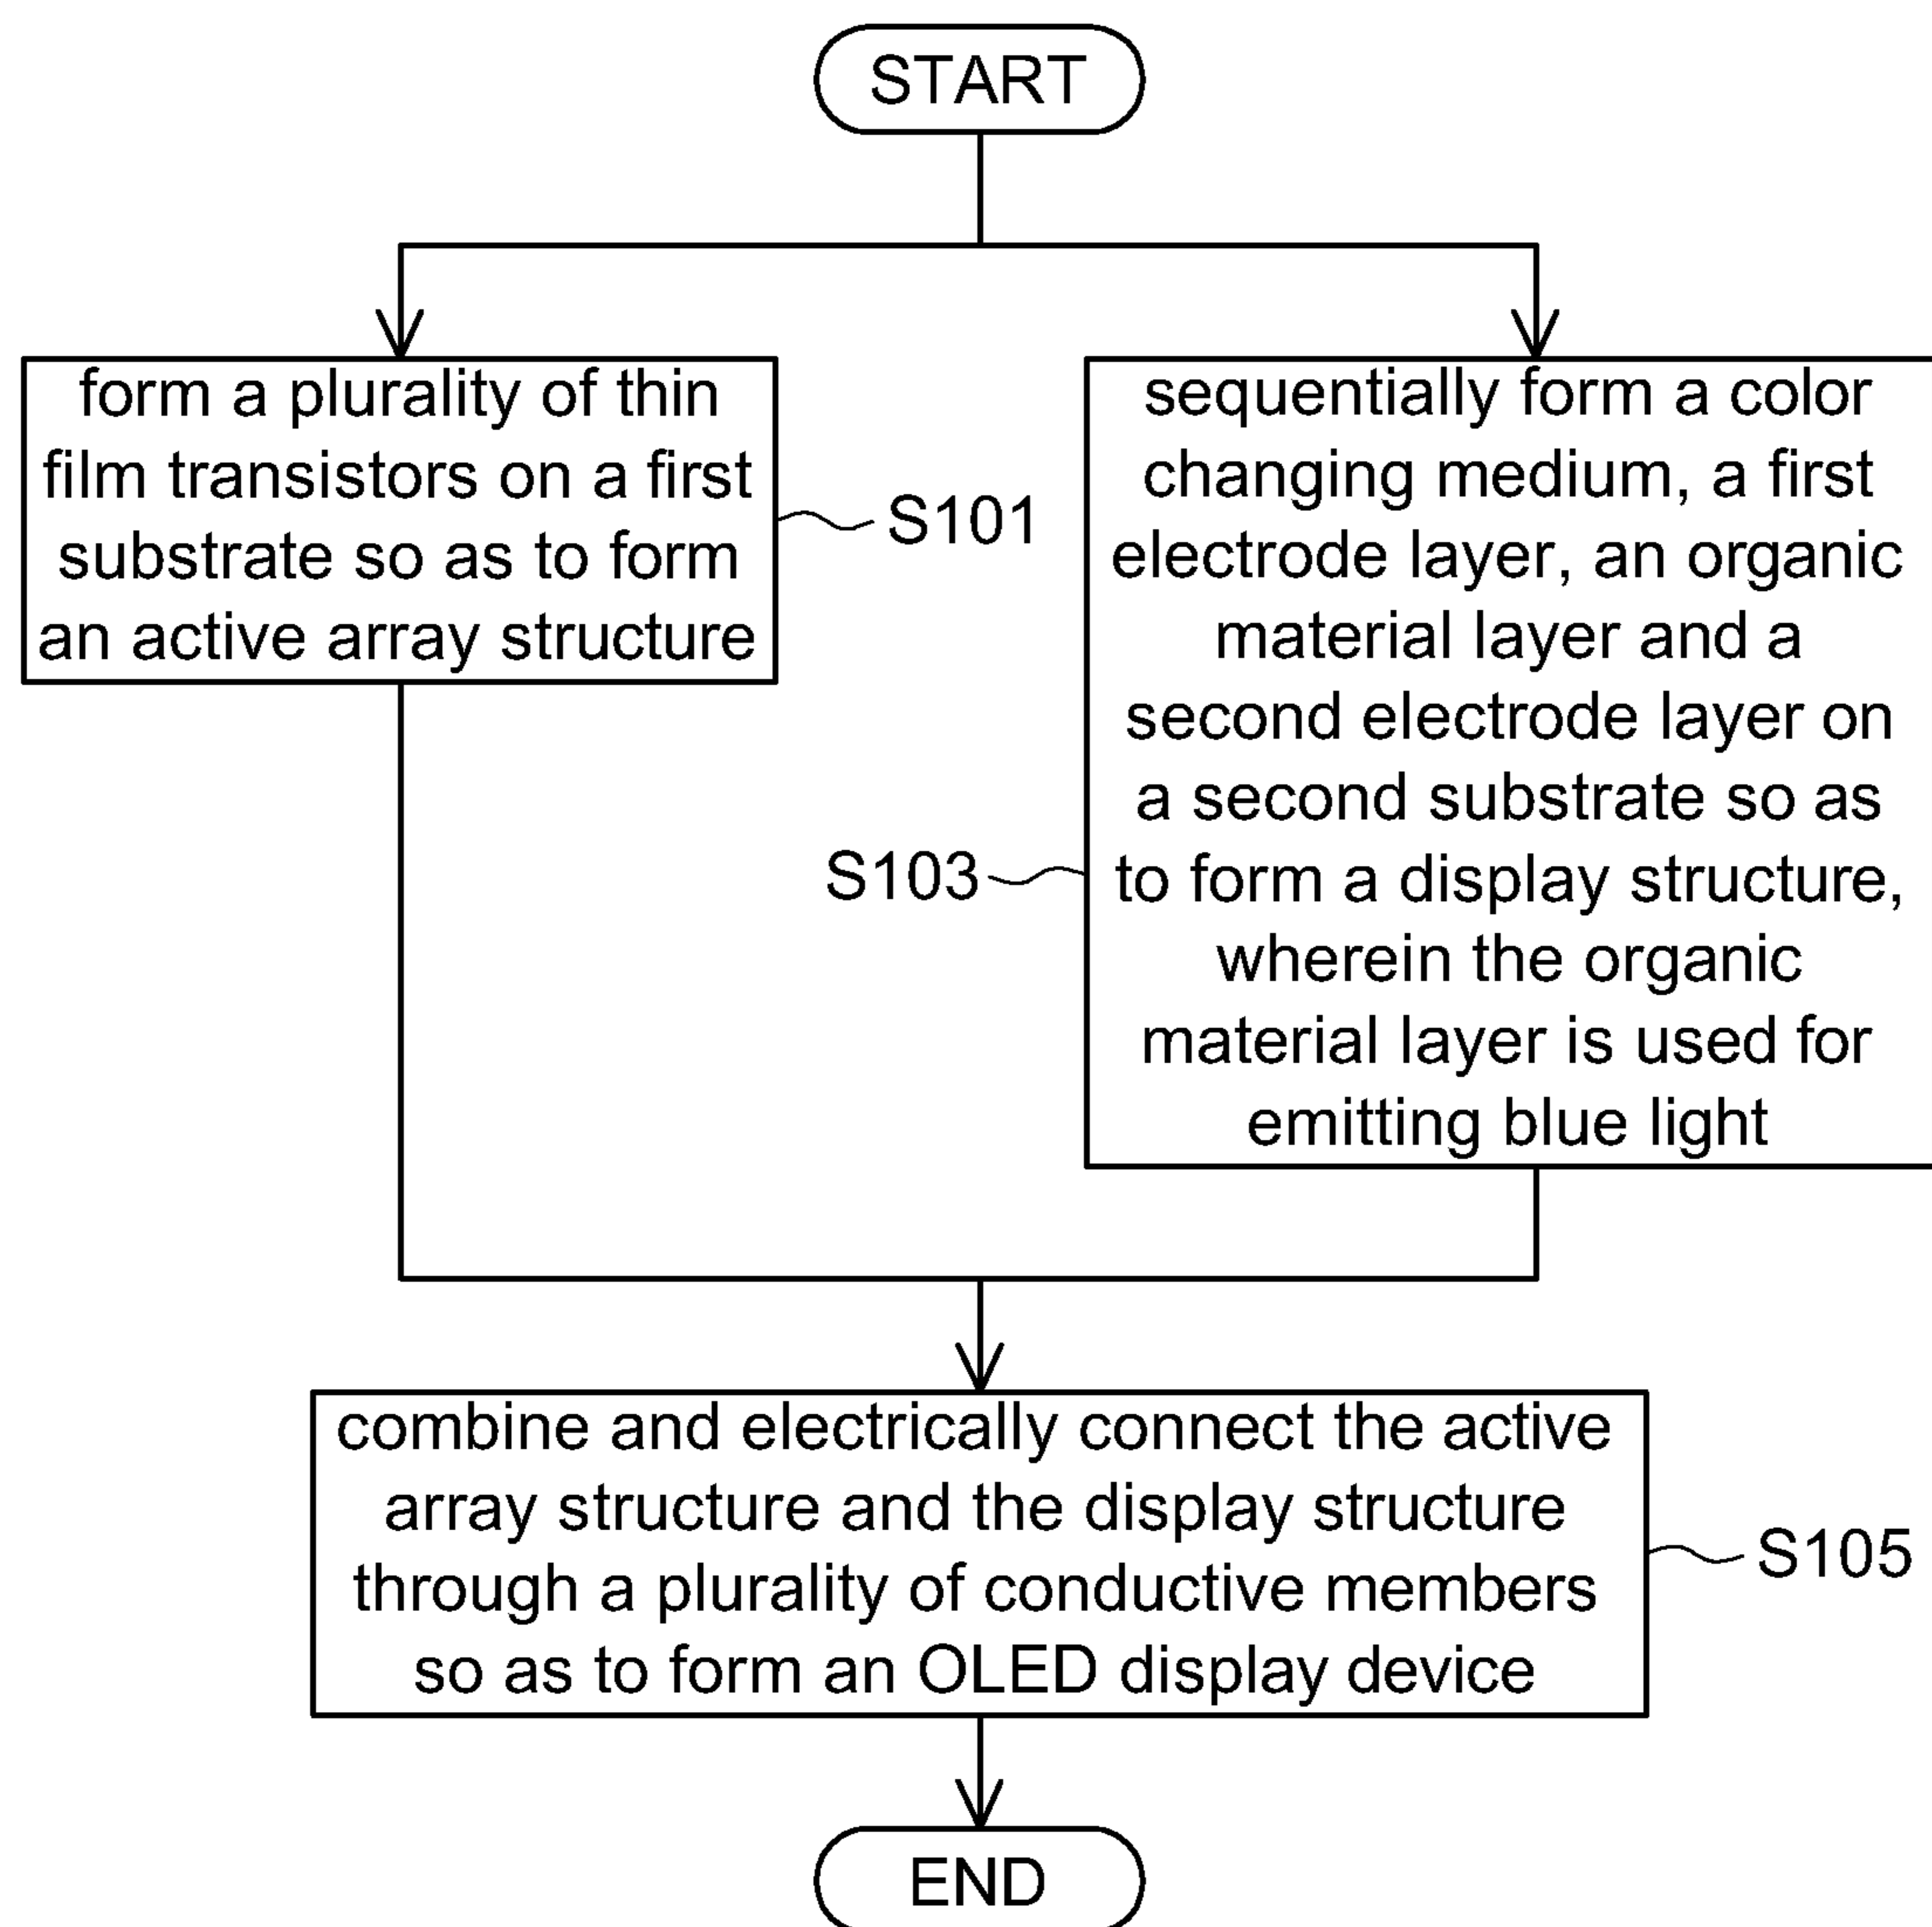 START
form a plurality of thin
film transistors on a first
substrate so as to form
an active array structure
S101
sequentially form a color
changing medium, a first
electrode layer, an organic
material layer and a
second electrode layer on
a second substrate so as
to form a display structure,
wherein the organic
material layer is used for
emitting blue light
S103
combine and electrically connect the active
array structure and the display structure
through a plurality of conductive members
so as to form an OLED display device
S105
END